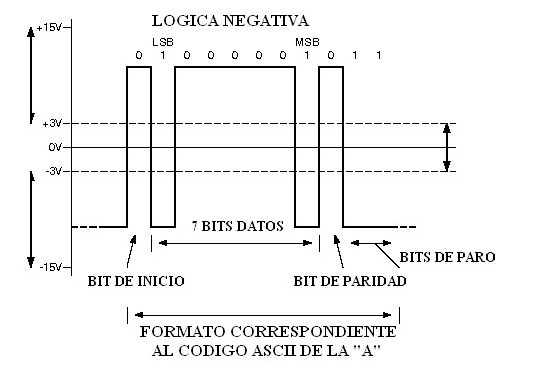 LOGICA NEGATIVA
+15V
LSB MSB
0 1 0 0 0 0 0 1 0 1 1
+3V
0V
-3V
7 BITS DATOS
BITS DE PARO
-15V
BIT DE INICIO BIT DE PARIDAD
FORMATO CORRESPONDIENTE
AL CODIGO ASCII DE LA "A"